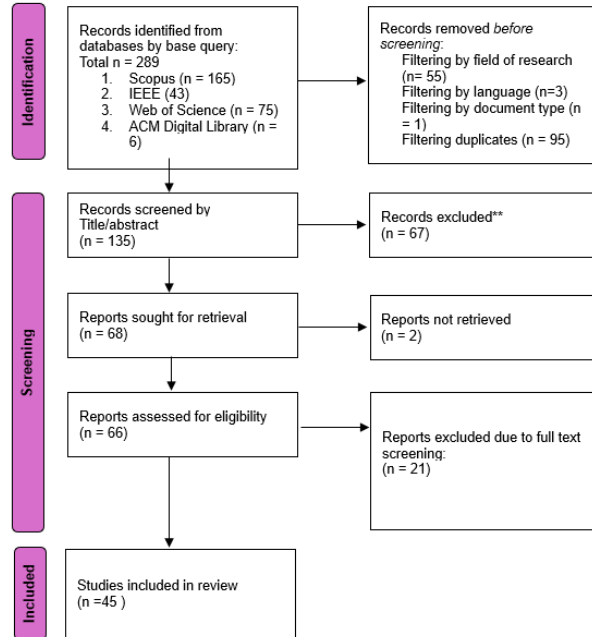 Identification
Records identified from
databases by base query:
Total n = 289
1. Scopus (n = 165)
2. IEEE (43)
3. Web of Science (n = 75)
4. ACM Digital Library (n =
6)
Records removed before
screening:
Filtering by field of research
(n= 55)
Filtering by language (n=3)
Filtering by document type (n
= 1)
Filtering duplicates (n = 95)
Screening
Records screened by
Title/abstract
(n = 135)
Records excluded**
(n = 67)
Reports sought for retrieval
(n = 68)
Reports not retrieved
(n = 2)
Reports assessed for eligibility
(n = 66)
Reports excluded due to full text
screening:
(n = 21)
Included
Studies included in review
(n =45 )